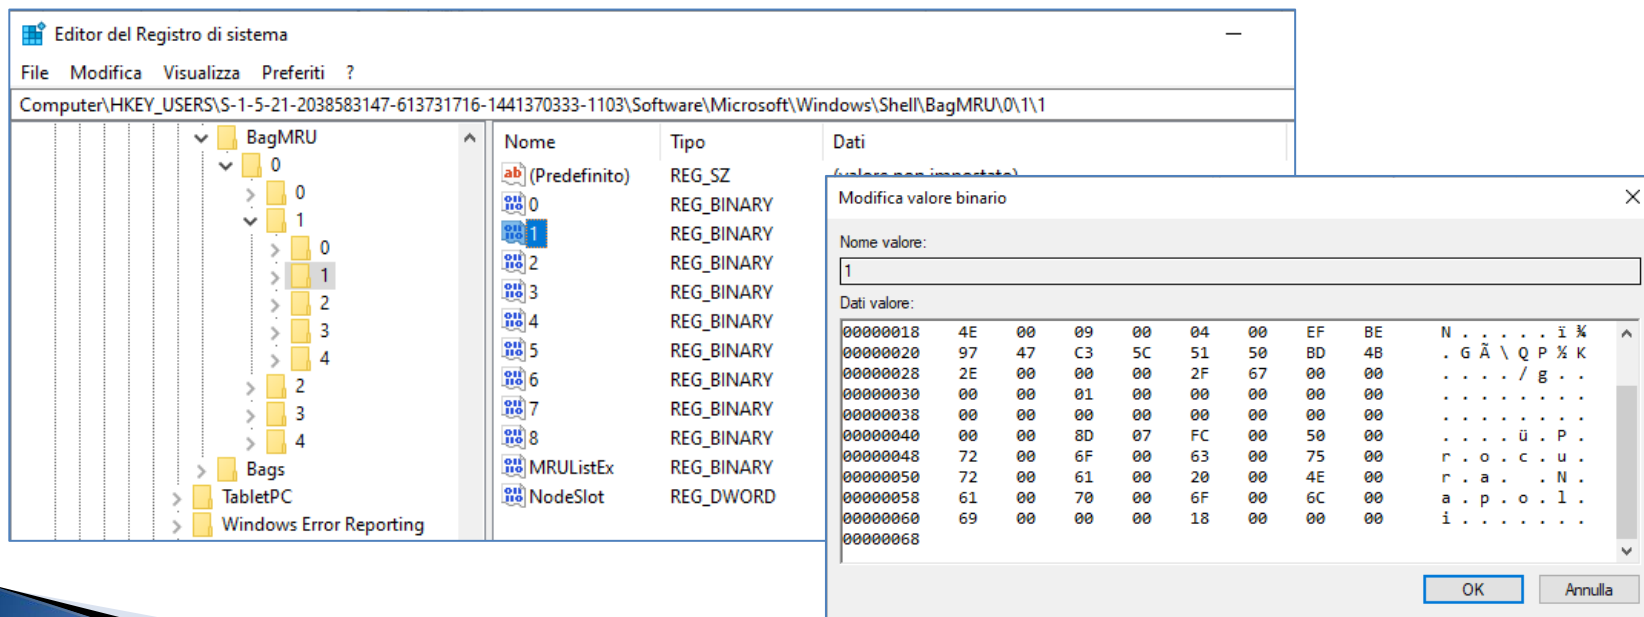 Editor del Registro di sistema
File Modifica Visualizza Preferiti ?
Computer\HKEY_USERS\S-1-5-21-2038583147-613731716-1441370333-1103\Software\Microsoft\Windows\Shell\BagMRU\0\1\1
BagMRU
0
0
1
0
1
2
3
4
2
3
4
Bags
TabletPC
Windows Error Reporting
Nome Tipo Dati
(Predefinito) REG_SZ (valore non impostato)
0 REG_BINARY
1 REG_BINARY
2 REG_BINARY
3 REG_BINARY
4 REG_BINARY
5 REG_BINARY
6 REG_BINARY
7 REG_BINARY
8 REG_BINARY
MRUListEx REG_BINARY
NodeSlot REG_DWORD
Modifica valore binario
Nome valore:
1
Dati valore:
00000018 4E 00 09 00 04 00 EF BE N . . . . . ï ¾
00000020 97 47 C3 5C 51 50 BD 4B . G Ã \ Q P ½ K
00000028 2E 00 00 00 2F 67 00 00 . . . . / g . .
00000030 00 00 01 00 00 00 00 00 . . . . . . . .
00000038 00 00 00 00 00 00 00 00 . . . . . . . .
00000040 00 00 8D 07 FC 00 50 00 . . . . ü . P .
00000048 72 00 6F 00 63 00 75 00 r . o . c . u .
00000050 72 00 61 00 20 00 4E 00 r . a . . N .
00000058 61 00 70 00 6F 00 6C 00 a . p . o . l .
00000060 69 00 00 00 18 00 00 00 i . . . . . . .
00000068
OK Annulla